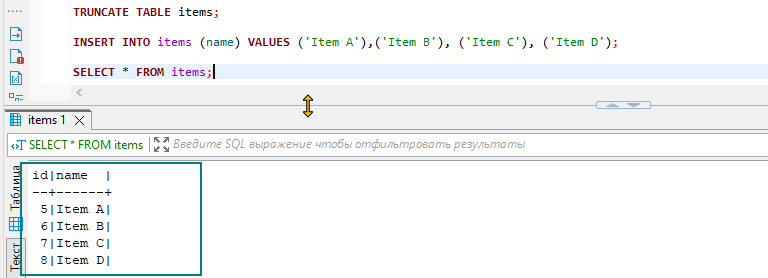 TRUNCATE TABLE items;
INSERT INTO items (name) VALUES ('Item A'),('Item B'), ('Item C'), ('Item D');
SELECT * FROM items;
items 1
SELECT * FROM items
Введите SQL выражение чтобы отфильтровать результаты
Таблица
Текст
id|name  |
--+------+
 5|Item A|
 6|Item B|
 7|Item C|
 8|Item D|